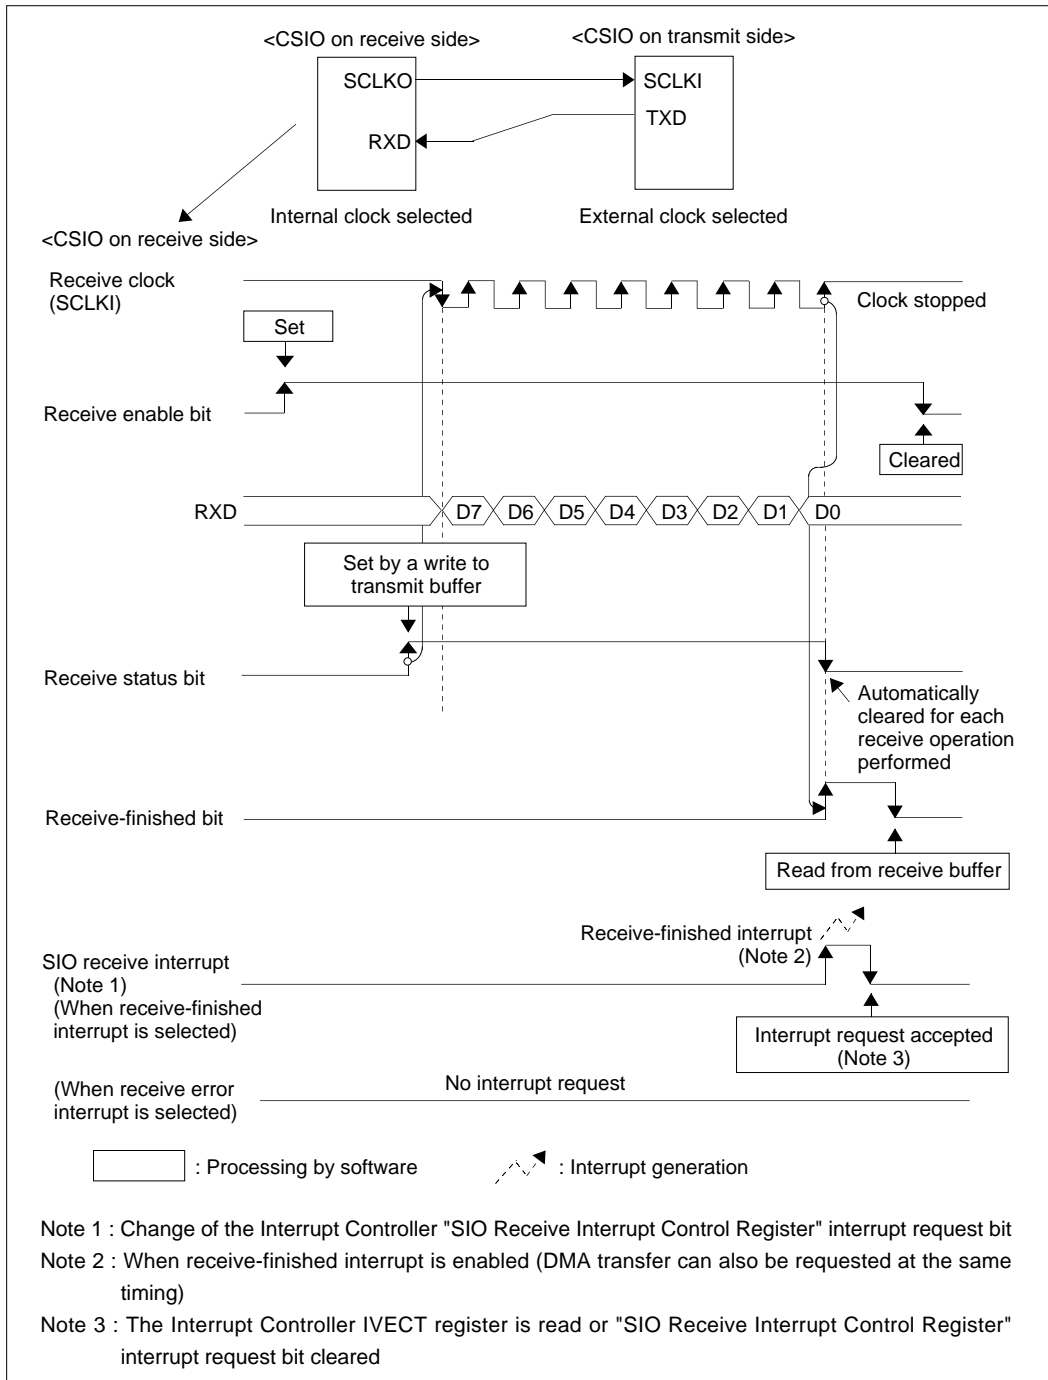 <CSIO on receive side>
<CSIO on transmit side>
SCLKO
SCLKI
TXD
RXD
Internal clock selected
External clock selected
<CSIO on receive side>
Receive clock
(SCLKI)
Clock stopped
Set
Receive enable bit
Cleared
RXD
D7 D6 D5 D4 D3 D2 D1 D0
Set by a write to
transmit buffer
Receive status bit
Automatically
cleared for each
receive operation
performed
Receive-finished bit
Read from receive buffer
Receive-finished interrupt
(Note 2)
SIO receive interrupt
(Note 1)
(When receive-finished
interrupt is selected)
Interrupt request accepted
(Note 3)
(When receive error
interrupt is selected)
No interrupt request
: Processing by software
: Interrupt generation
Note 1 : Change of the Interrupt Controller "SIO Receive Interrupt Control Register" interrupt request bit
Note 2 : When receive-finished interrupt is enabled (DMA transfer can also be requested at the same
timing)
Note 3 : The Interrupt Controller IVECT register is read or "SIO Receive Interrupt Control Register"
interrupt request bit cleared